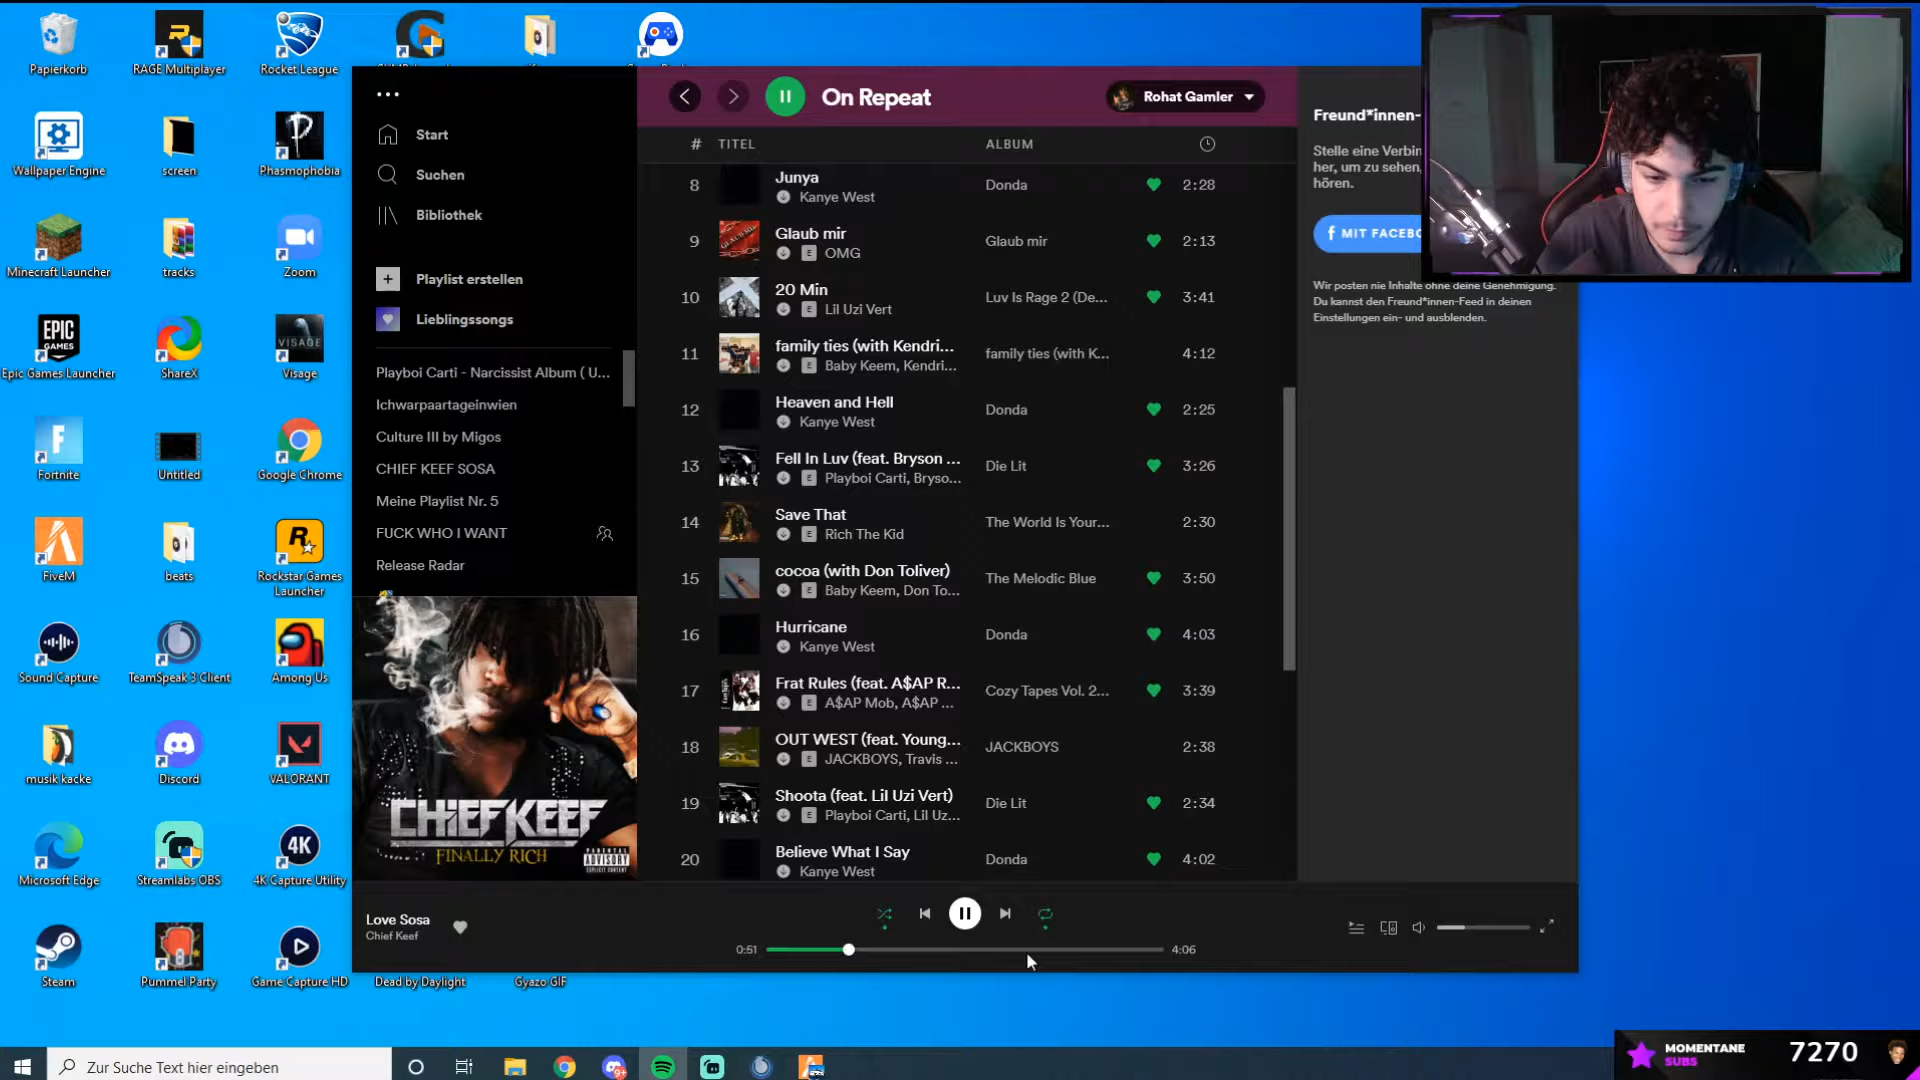 Papierkorb
RAGE Multiplayer
Rocket League
Wallpaper Engine
screen
Phasmophobia
Minecraft Launcher
tracks
Zoom
EPIC
GAMES
Epic Games Launcher
ShareX
VISAGE
Visage
Fortnite
Untitled
Google Chrome
FiveM
beats
Rockstar Games
Launcher
Sound Capture
TeamSpeak 3 Client
Among Us
musik kacke
Discord
VALORANT
Microsoft Edge
Streamlabs OBS
4K
4K Capture Utility
Steam
Pummel Party
Game Capture HD
Dead by Daylight
Gyazo GIF
Start
Suchen
Bibliothek
Playlist erstellen
Lieblingssongs
Playboi Carti - Narcissist Album ( U...
Ichwarpaartageinwien
Culture III by Migos
CHIEF KEEF SOSA
Meine Playlist Nr. 5
FUCK WHO I WANT
Release Radar
CHIEF KEEF
FINALLY RICH
PARENTAL
ADVISORY
EXPLICIT CONTENT
On Repeat
Rohat Gamler
# TITEL ALBUM
8 Junya Donda 2:28
Kanye West
9 Glaub mir Glaub mir 2:13
E OMG
10 20 Min Luv Is Rage 2 (De... 3:41
E Lil Uzi Vert
11 family ties (with Kendri... family ties (with K... 4:12
E Baby Keem, Kendri...
12 Heaven and Hell Donda 2:25
Kanye West
13 Fell In Luv (feat. Bryson ... Die Lit 3:26
E Playboi Carti, Bryso...
14 Save That The World Is Your... 2:30
E Rich The Kid
15 cocoa (with Don Toliver) The Melodic Blue 3:50
E Baby Keem, Don To...
16 Hurricane Donda 4:03
Kanye West
17 Frat Rules (feat. A$AP R... Cozy Tapes Vol. 2... 3:39
E A$AP Mob, A$AP ...
18 OUT WEST (feat. Young... JACKBOYS 2:38
E JACKBOYS, Travis ...
19 Shoota (feat. Lil Uzi Vert) Die Lit 2:34
E Playboi Carti, Lil Uz...
20 Believe What I Say Donda 4:02
Kanye West
Freund*innen-
Stelle eine Verbin
her, um zu sehen,
hören.
MIT FACEBO
Wir posten nie Inhalte ohne deine Genehmigung.
Du kannst den Freund*innen-Feed in deinen
Einstellungen ein- und ausblenden.
Love Sosa
Chief Keef
0:51
4:06
Zur Suche Text hier eingeben
MOMENTANE
SUBS
7270